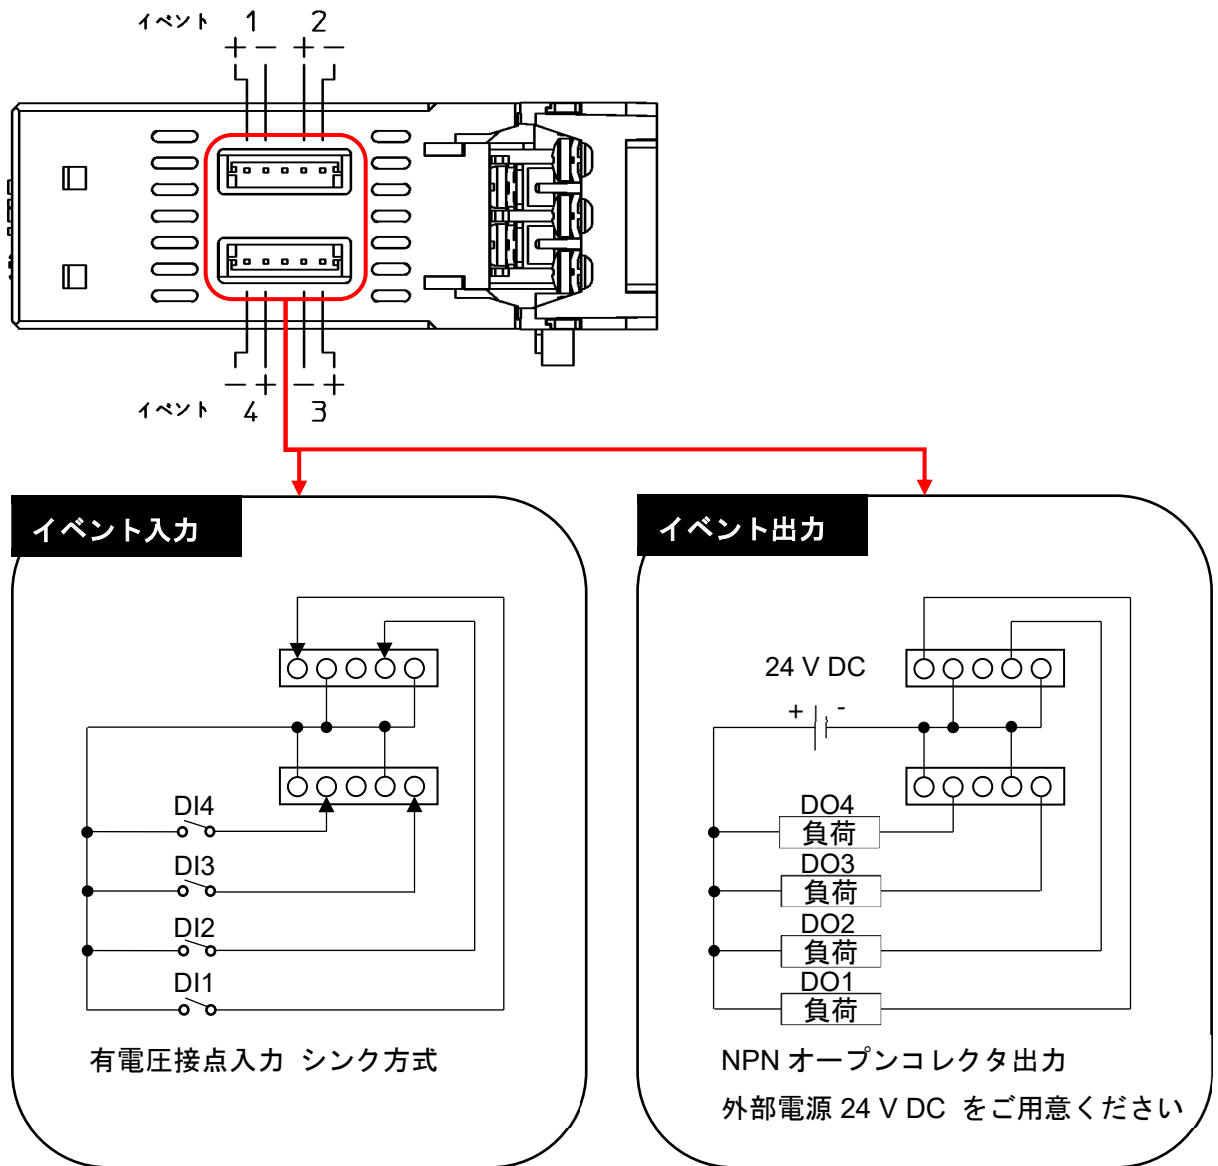 イベント 1 2
+ − + −
− + − +
イベント 4 3
イベント入力
DI4
DI3
DI2
DI1
有電圧接点入力 シンク方式
イベント出力
24 V DC
+ -
DO4
負荷
DO3
負荷
DO2
負荷
DO1
負荷
NPN オープンコレクタ出力
外部電源 24 V DC をご用意ください